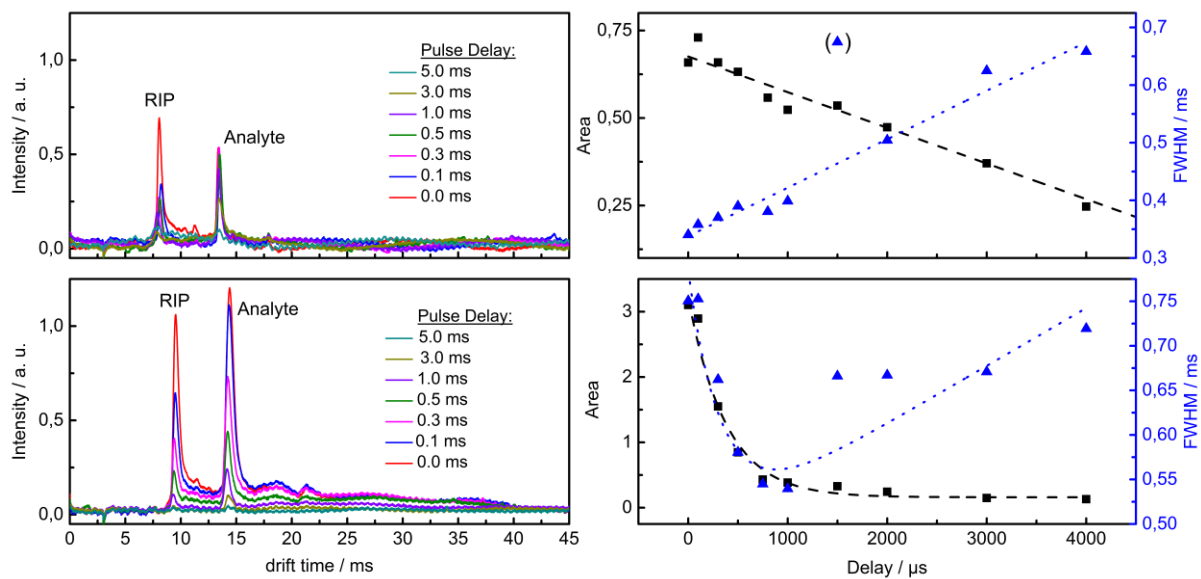 Intensity / a. u.
1,0
0,5
0,0
RIP
Analyte
Pulse Delay:
5.0 ms
3.0 ms
1.0 ms
0.5 ms
0.3 ms
0.1 ms
0.0 ms
Area
0,75
0,50
0,25
( )
0,7
0,6
0,5
0,4
0,3
FWHM / ms
Intensity / a. u.
1,0
0,5
0,0
RIP
Analyte
Pulse Delay:
5.0 ms
3.0 ms
1.0 ms
0.5 ms
0.3 ms
0.1 ms
0.0 ms
0 5 10 15 20 25 30 35 40 45
drift time / ms
Area
3
2
1
0
0,75
0,70
0,65
0,60
0,55
0,50
FWHM / ms
0 1000 2000 3000 4000
Delay / µs